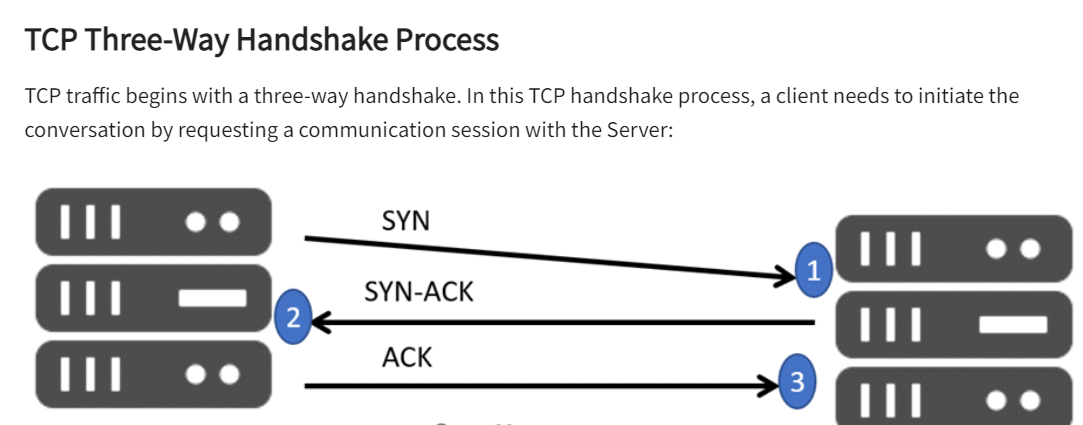 TCP Three-Way Handshake Process
TCP traffic begins with a three-way handshake. In this TCP handshake process, a client needs to initiate the
conversation by requesting a communication session with the Server:
SYN
1
SYN-ACK
2
ACK
3